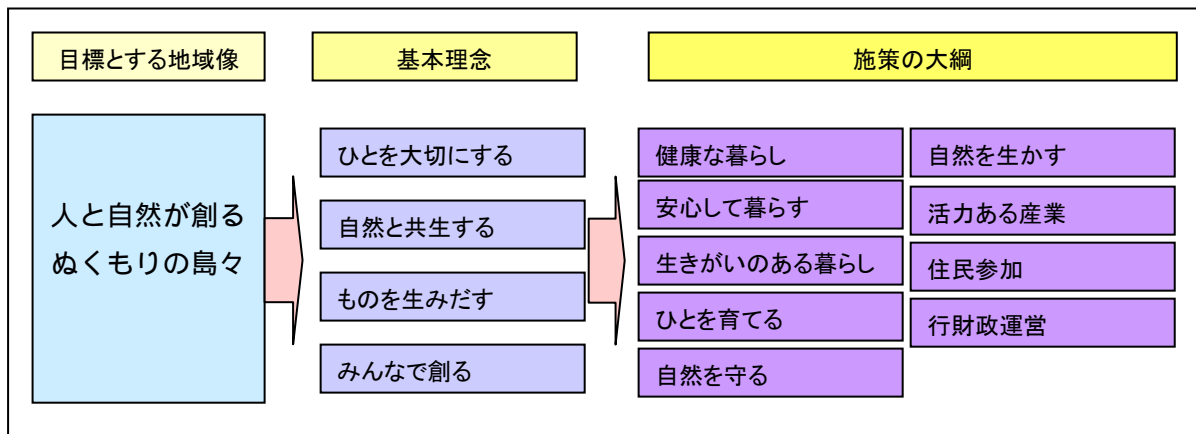 目標とする地域像
基本理念
施策の大綱
人と自然が創る
ぬくもりの島々
ひとを大切にする
自然と共生する
ものを生みだす
みんなで創る
健康な暮らし
安心して暮らす
生きがいのある暮らし
ひとを育てる
自然を守る
自然を生かす
活力ある産業
住民参加
行財政運営